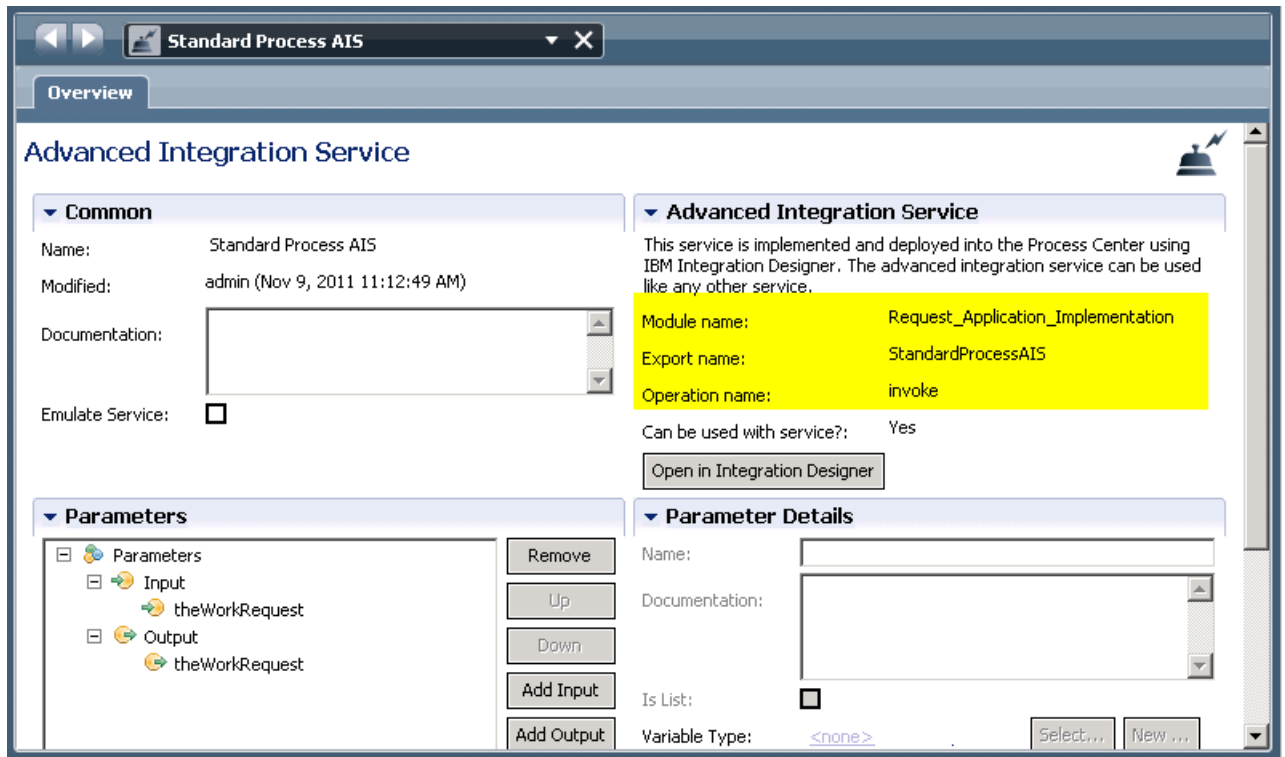 Standard Process AIS
Overview
Advanced Integration Service
Common
Name: Standard Process AIS
Modified: admin (Nov 9, 2011 11:12:49 AM)
Documentation:
Emulate Service:
Advanced Integration Service
This service is implemented and deployed into the Process Center using
IBM Integration Designer. The advanced integration service can be used
like any other service.
Module name: Request_Application_Implementation
Export name: StandardProcessAIS
Operation name: invoke
Can be used with service?: Yes
Open in Integration Designer
Parameters
Parameters
Input
theWorkRequest
Output
theWorkRequest
Remove
Up
Down
Add Input
Add Output
Parameter Details
Name:
Documentation:
Is List:
Variable Type: <none> Select... New ...